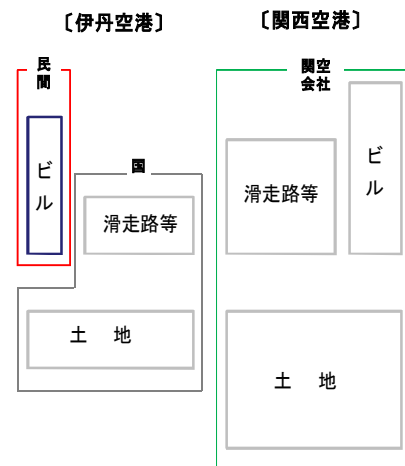 〔伊丹空港〕
民間
ビル
国
滑走路等
土　地
〔関西空港〕
関空
会社
滑走路等
ビル
土　地